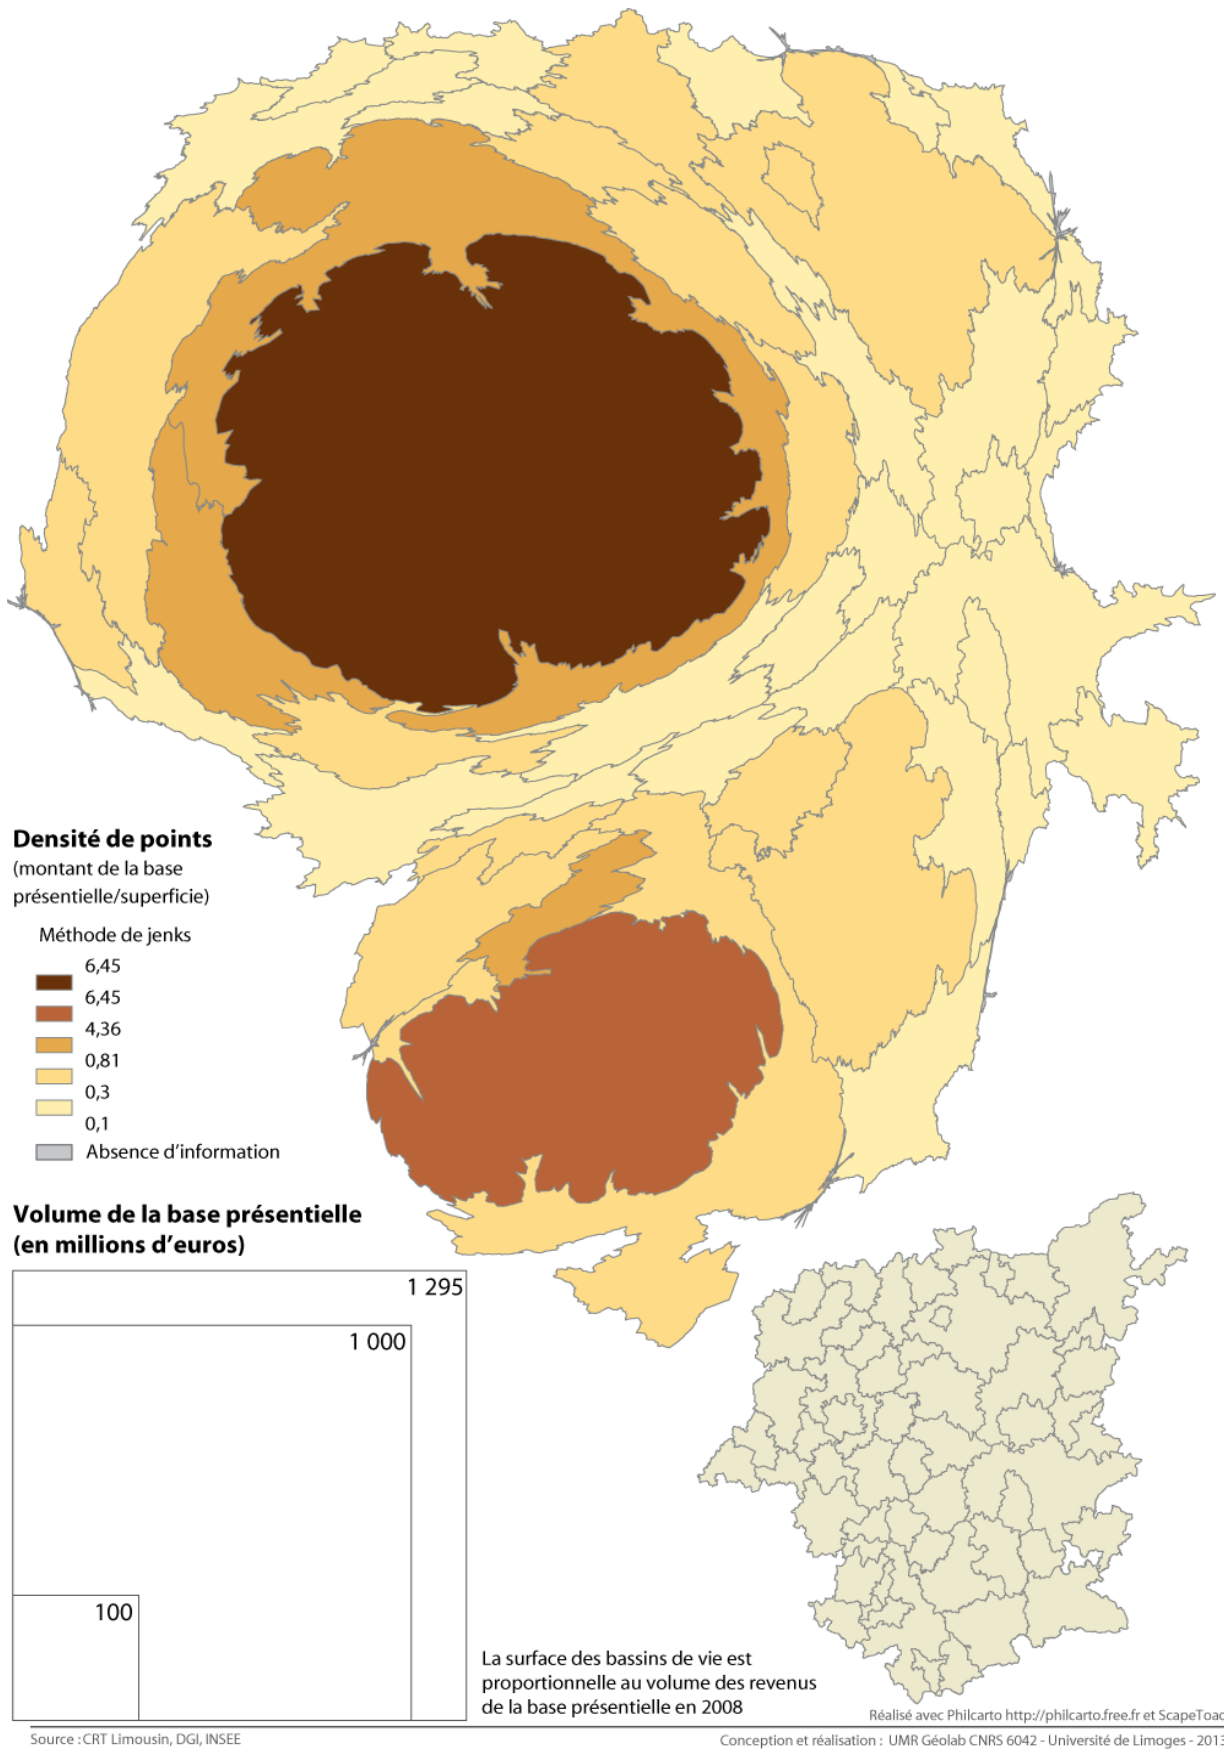 Densité de points
(montant de la base
présentielle/superficie)
Méthode de jenks
6,45
6,45
4,36
0,81
0,3
0,1
Absence d'information
Volume de la base présentielle
(en millions d'euros)
1 295
1 000
100
La surface des bassins de vie est
proportionnelle au volume des revenus
de la base présentielle en 2008
Réalisé avec Philcarto http://philcarto.free.fr et ScapeToad
Source : CRT Limousin, DGI, INSEE
Conception et réalisation : UMR Géolab CNRS 6042 - Université de Limoges - 2013